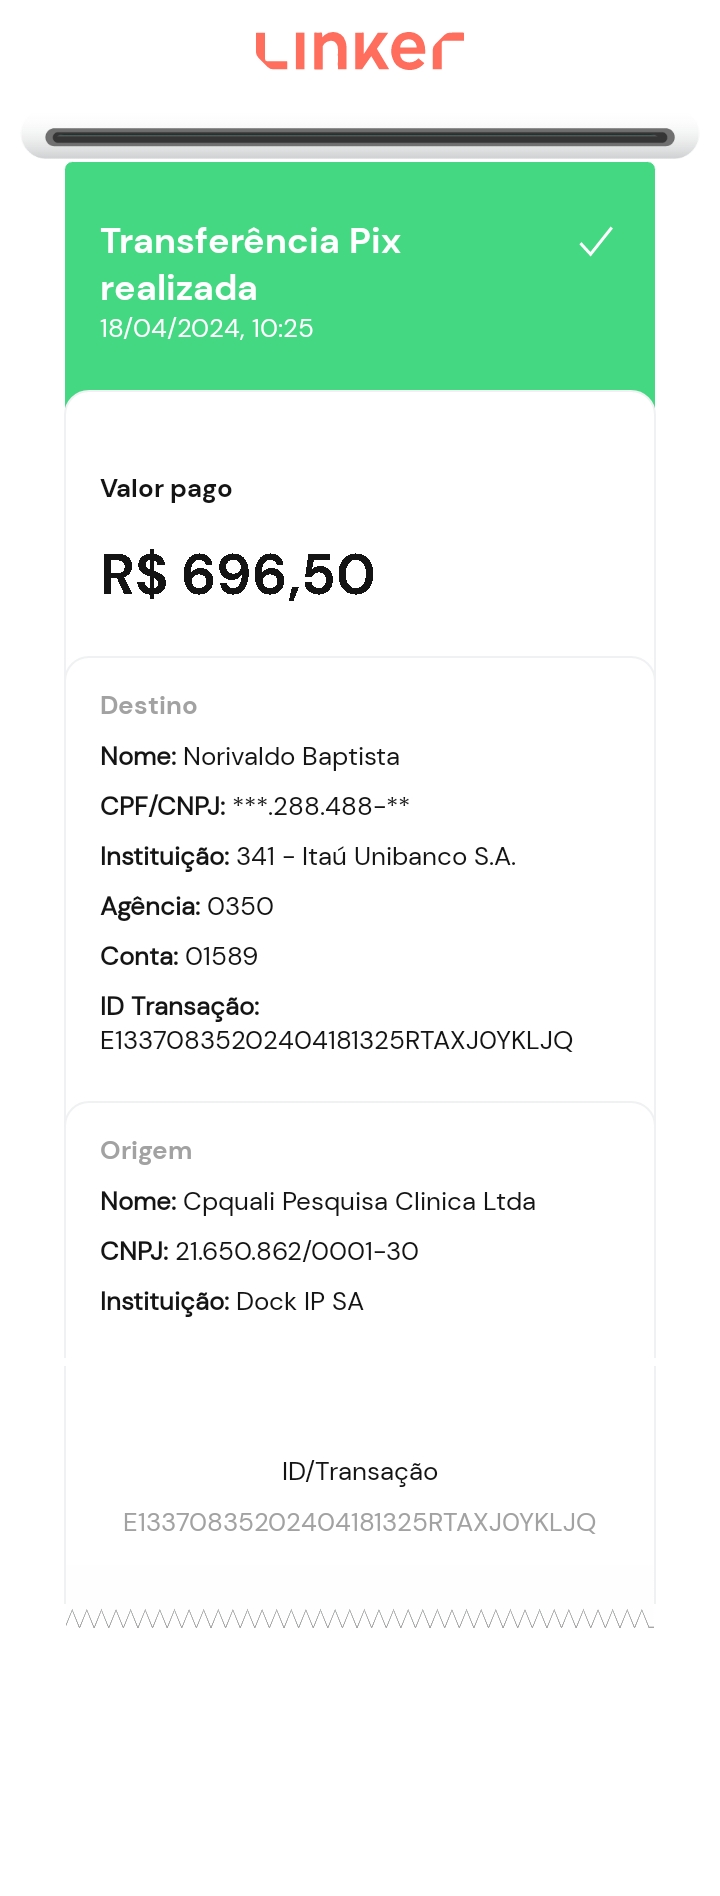 Linker
Transferência Pix
realizada
18/04/2024, 10:25
Valor pago
R$ 696,50
Destino
Nome: Norivaldo Baptista
CPF/CNPJ: ***.288.488-**
Instituição: 341 - Itaú Unibanco S.A.
Agência: 0350
Conta: 01589
ID Transação:
E13370835202404181325RTAXJ0YKLJQ
Origem
Nome: Cpquali Pesquisa Clinica Ltda
CNPJ: 21.650.862/0001-30
Instituição: Dock IP SA
ID/Transação
E13370835202404181325RTAXJ0YKLJQ